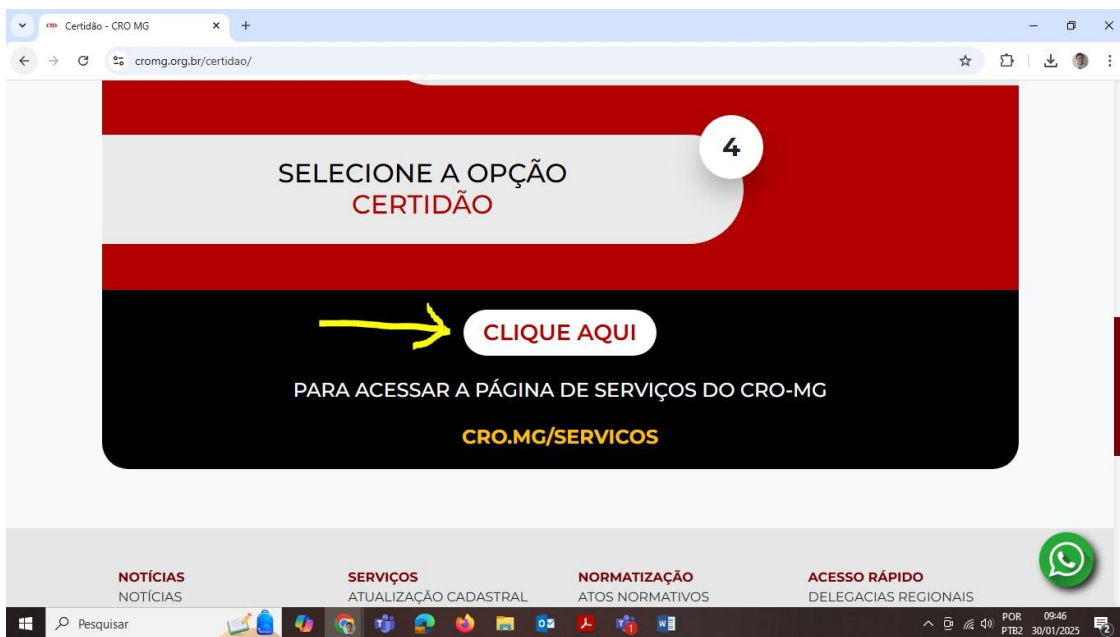 Certidão - CRO MG
cromg.org.br/certidao/
4
SELECIONE A OPÇÃO
CERTIDÃO
CLIQUE AQUI
PARA ACESSAR A PÁGINA DE SERVIÇOS DO CRO-MG
CRO.MG/SERVICOS
NOTÍCIAS SERVIÇOS NORMATIZAÇÃO ACESSO RÁPIDO
NOTÍCIAS ATUALIZAÇÃO CADASTRAL ATOS NORMATIVOS DELEGACIAS REGIONAIS
Pesquisar
POR 09:46
PTB2 30/01/2025